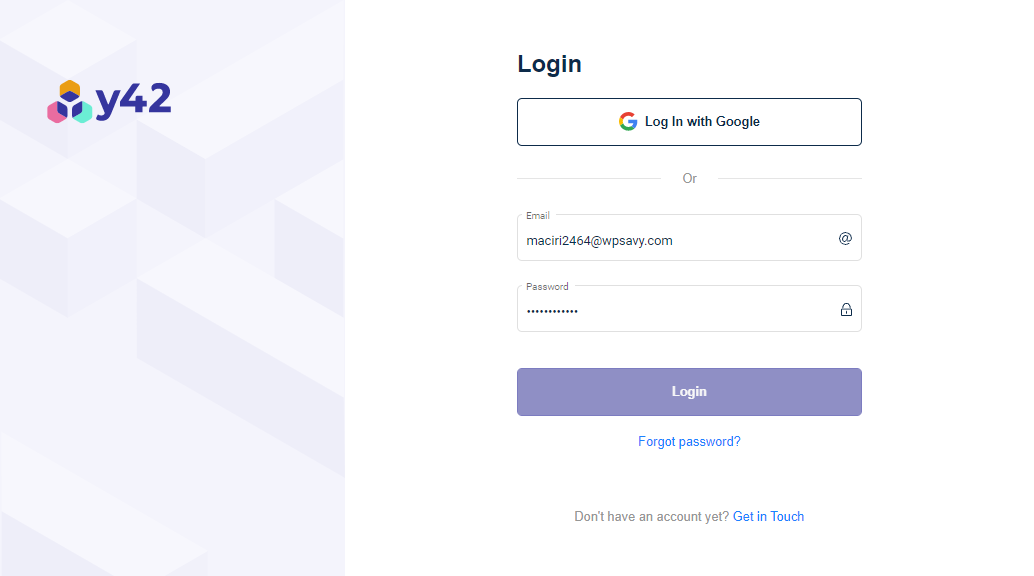 y42
Login
Log In with Google
Or
Email
maciri2464@wpsavy.com
@
Password
••••••••••••
Login
Forgot password?
Don't have an account yet? Get in Touch